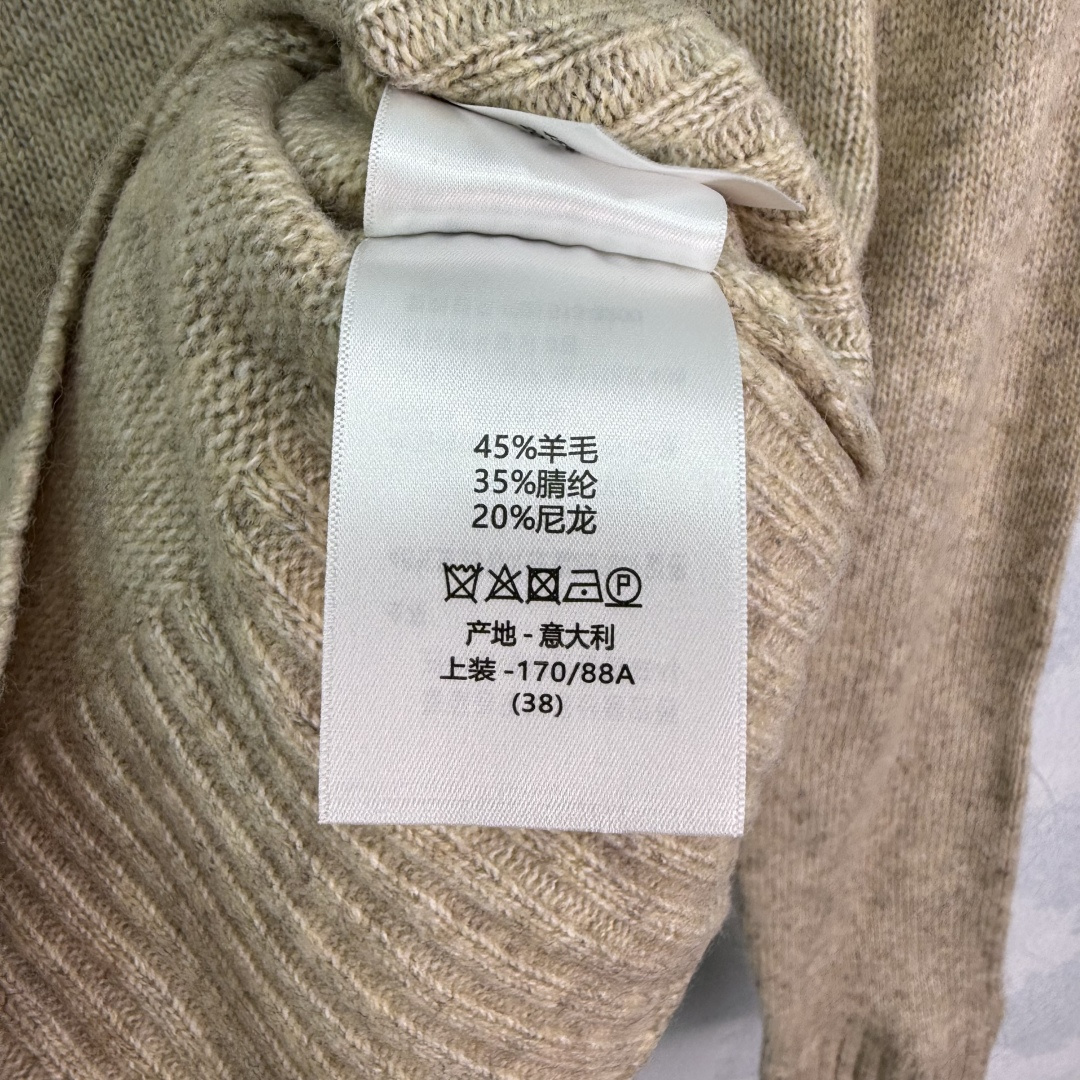 45%羊毛
35%腈纶
20%尼龙
P
产地 - 意大利
上装 -170/88A
(38)